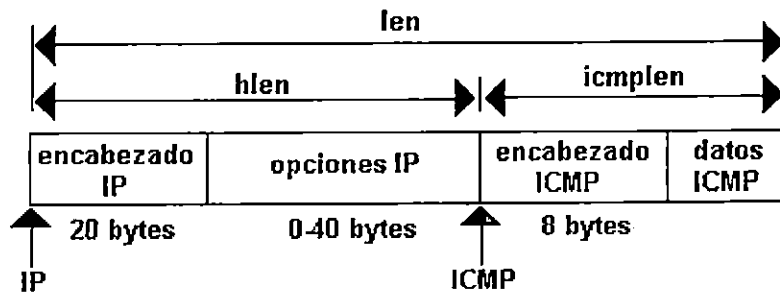 len
hlen
icmplen
encabezado
IP
opciones IP
encabezado
ICMP
datos
ICMP
20 bytes
0-40 bytes
8 bytes
IP
ICMP